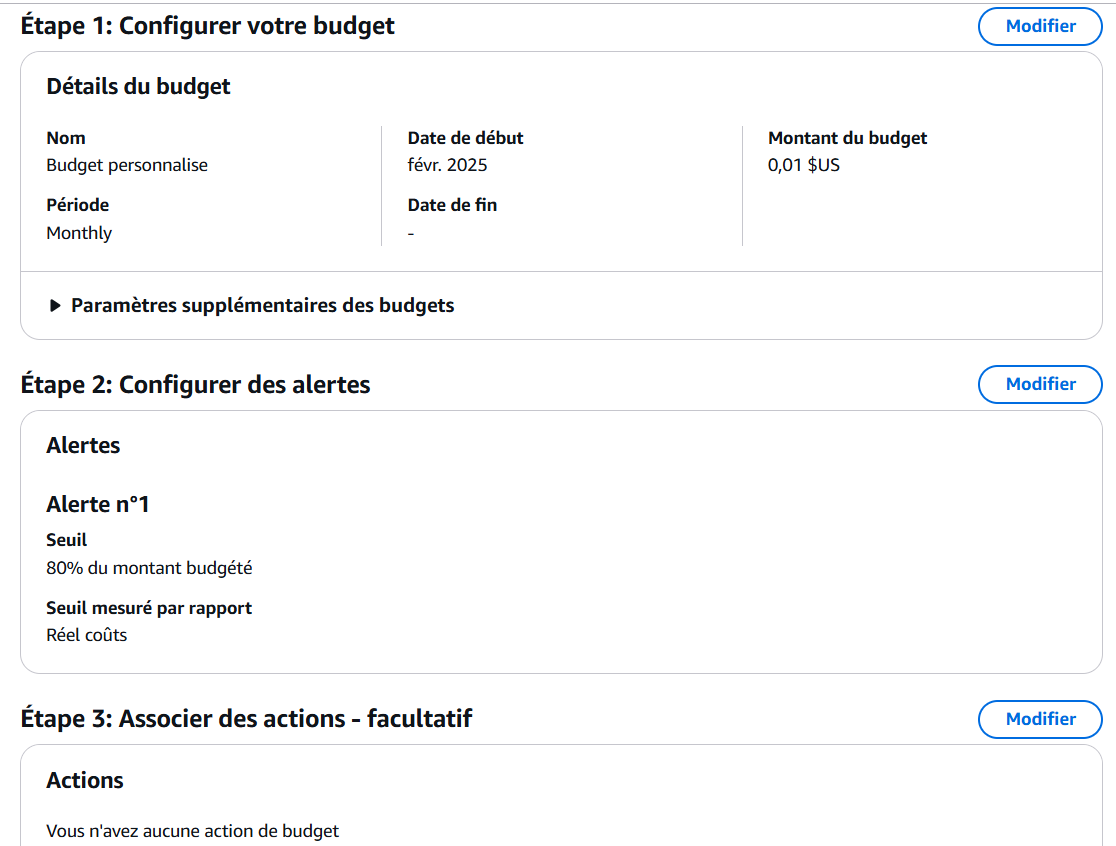 Étape 1: Configurer votre budget
Modifier
Détails du budget
Nom
Budget personnalise
Période
Monthly
Date de début
févr. 2025
Date de fin
-
Montant du budget
0,01 $US
Paramètres supplémentaires des budgets
Étape 2: Configurer des alertes
Modifier
Alertes
Alerte n°1
Seuil
80% du montant budgété
Seuil mesuré par rapport
Réel coûts
Étape 3: Associer des actions - facultatif
Modifier
Actions
Vous n'avez aucune action de budget